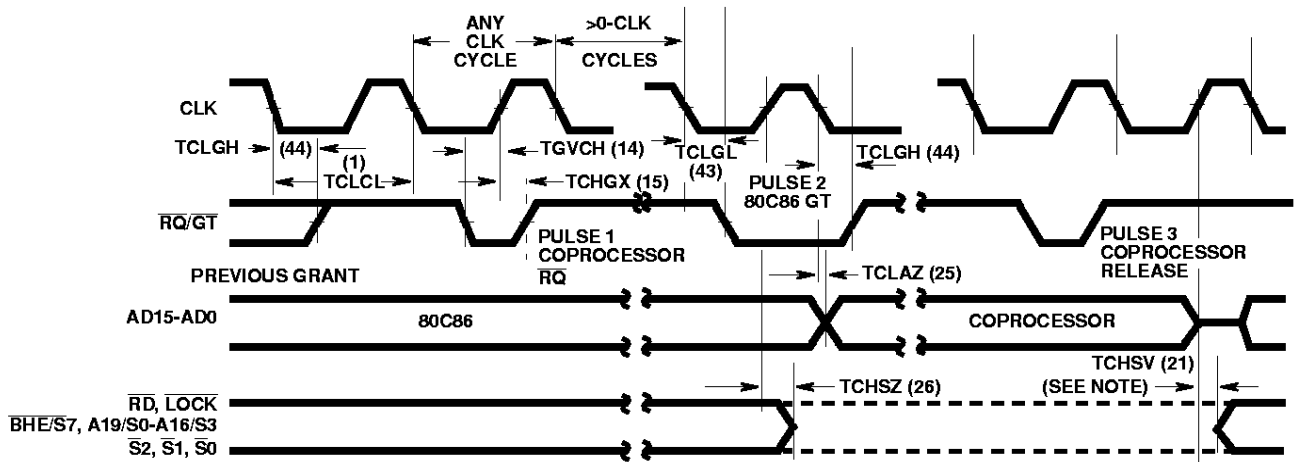 ANY
CLK
CYCLE
>0-CLK
CYCLES
CLK
TCLGH
(44)
(1)
TCLCL
TGVCH (14)
TCHGX (15)
TCLGL
(43)
TCLGH (44)
PULSE 2
80C86 GT
RQ/GT
PULSE 1
COPROCESSOR
RQ
PULSE 3
COPROCESSOR
RELEASE
PREVIOUS GRANT
TCLAZ (25)
AD15-AD0
80C86
COPROCESSOR
TCHSV (21)
(SEE NOTE)
TCHSZ (26)
RD, LOCK
BHE/S7, A19/S0-A16/S3
S2, S1, S0